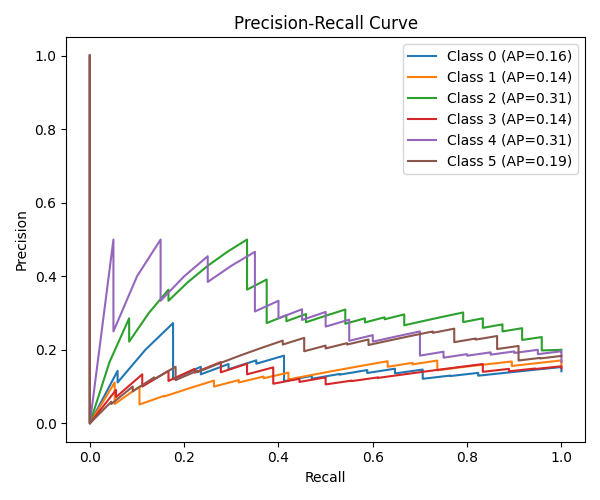 Precision-Recall Curve
Class 0 (AP=0.16)
Class 1 (AP=0.14)
Class 2 (AP=0.31)
Class 3 (AP=0.14)
Class 4 (AP=0.31)
Class 5 (AP=0.19)
Precision
1.0
0.8
0.6
0.4
0.2
0.0
0.0 0.2 0.4 0.6 0.8 1.0
Recall